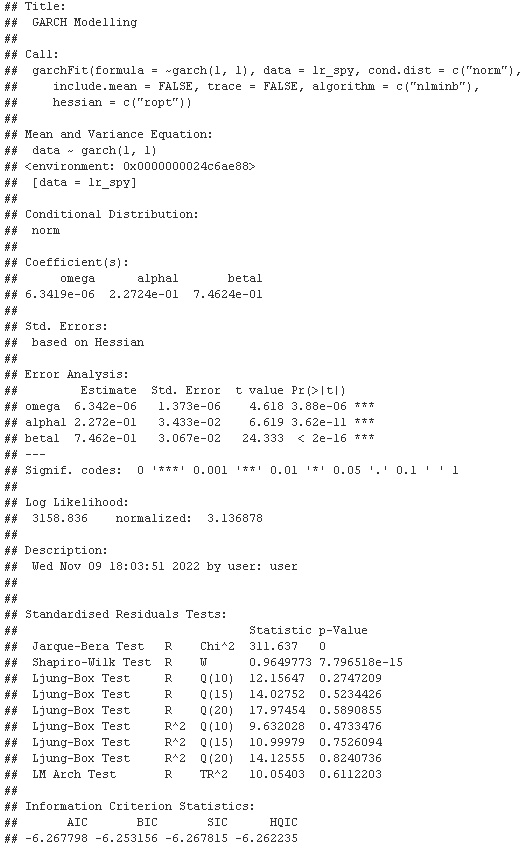 ## Title:
##  GARCH Modelling
##
## Call:
##  garchFit(formula = ~garch(1, 1), data = lr_spy, cond.dist = c("norm"),
##     include.mean = FALSE, trace = FALSE, algorithm = c("nlminb"),
##     hessian = c("ropt"))
##
## Mean and Variance Equation:
##  data ~ garch(1, 1)
## <environment: 0x0000000024c6ae88>
##  [data = lr_spy]
##
## Conditional Distribution:
##  norm
##
## Coefficient(s):
##      omega      alpha1       beta1
## 6.3419e-06  2.2724e-01  7.4624e-01
##
## Std. Errors:
##  based on Hessian
##
## Error Analysis:
##         Estimate  Std. Error  t value Pr(>|t|)
## omega  6.342e-06   1.373e-06    4.618 3.88e-06 ***
## alpha1 2.272e-01   3.433e-02    6.619 3.62e-11 ***
## beta1  7.462e-01   3.067e-02   24.333  < 2e-16 ***
## ---
## Signif. codes:  0 '***' 0.001 '**' 0.01 '*' 0.05 '.' 0.1 ' ' 1
##
## Log Likelihood:
##  3158.836    normalized:  3.136878
##
## Description:
##  Wed Nov 09 18:03:51 2022 by user: user
##
##
## Standardised Residuals Tests:
##                                 Statistic p-Value
##  Jarque-Bera Test   R    Chi^2  311.637   0
##  Shapiro-Wilk Test  R    W      0.9649773 7.796518e-15
##  Ljung-Box Test     R    Q(10)  12.15647  0.2747209
##  Ljung-Box Test     R    Q(15)  14.02752  0.5234426
##  Ljung-Box Test     R    Q(20)  17.97454  0.5890855
##  Ljung-Box Test     R^2  Q(10)  9.632028  0.4733476
##  Ljung-Box Test     R^2  Q(15)  10.99979  0.7526094
##  Ljung-Box Test     R^2  Q(20)  14.12555  0.8240736
##  LM Arch Test       R    TR^2   10.05403  0.6112203
##
## Information Criterion Statistics:
##       AIC       BIC       SIC      HQIC
## -6.267798 -6.253156 -6.267815 -6.262235